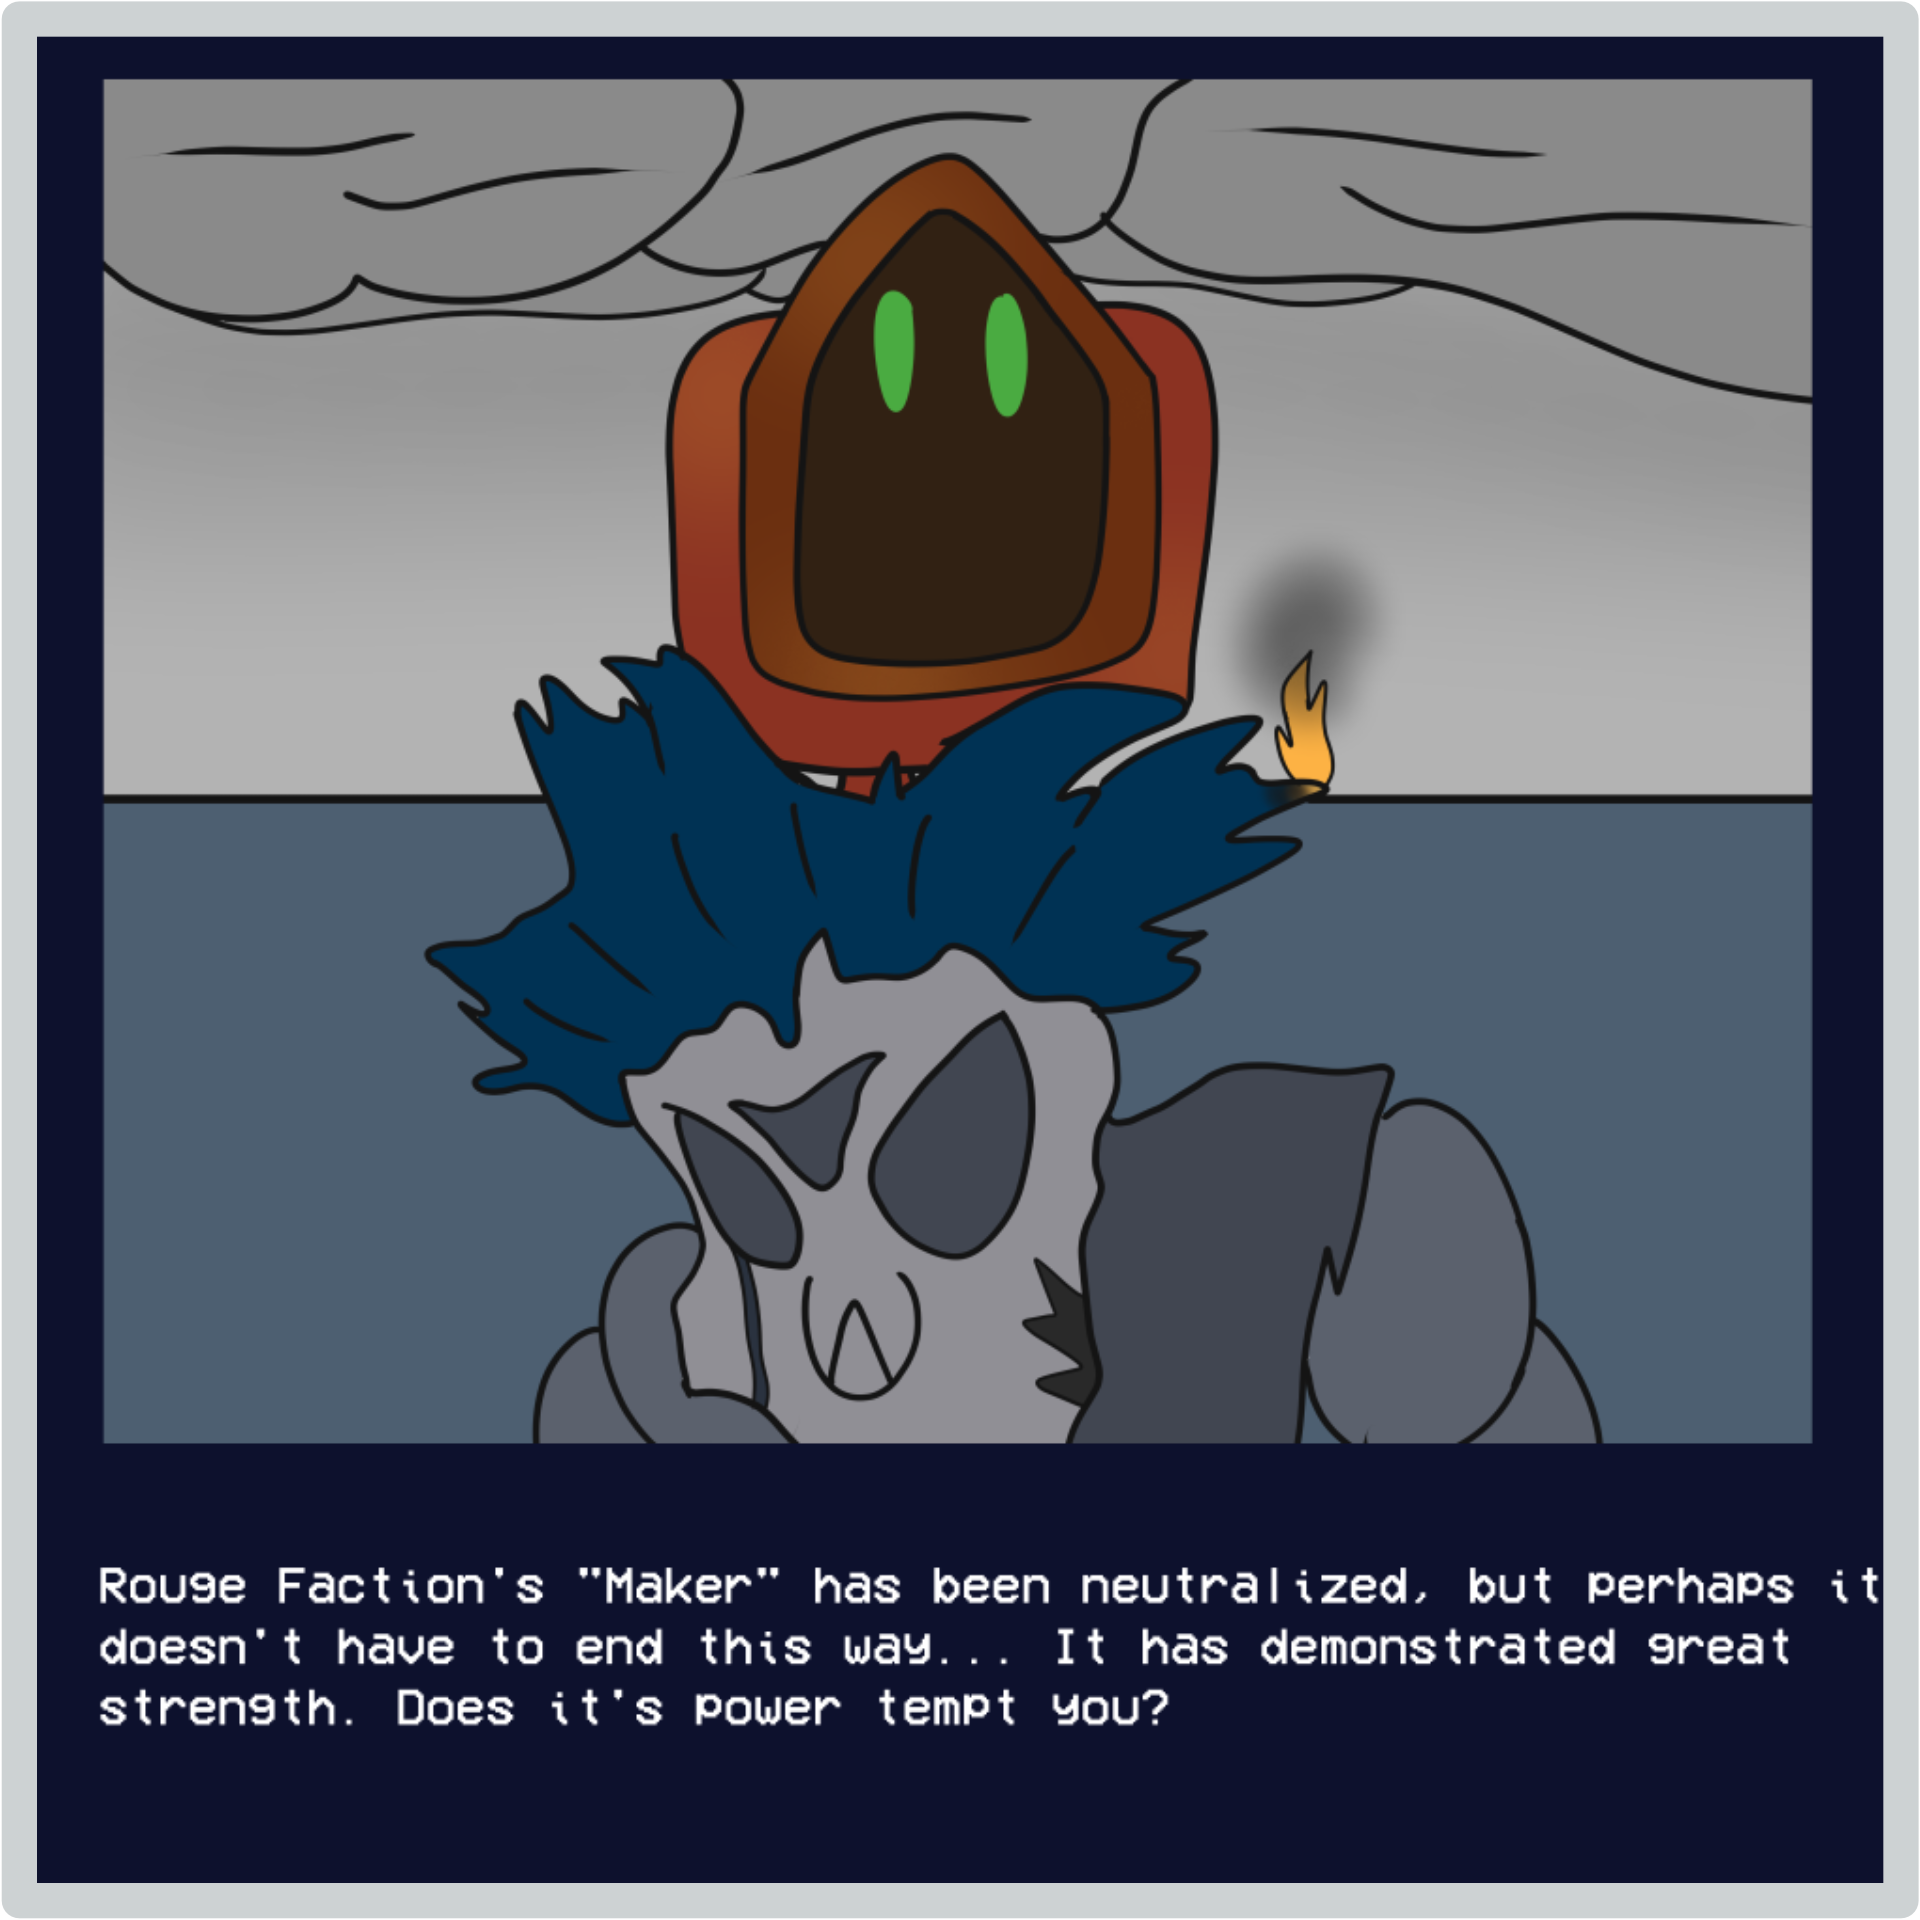 Rouge Faction's "Maker" has been neutralized, but perhaps it
doesn't have to end this way... It has demonstrated great
strength. Does it's power tempt you?